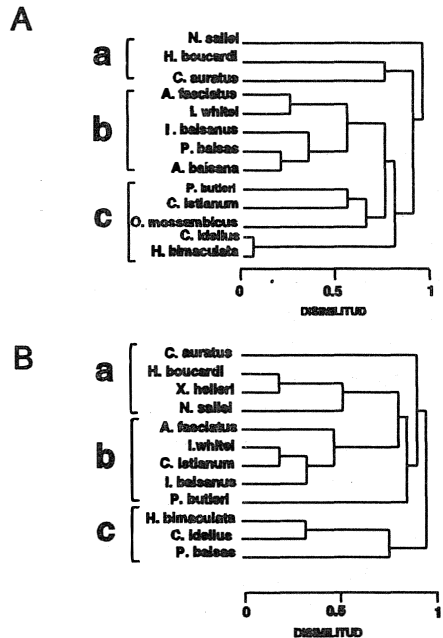 A
a
N. sallei
H. boucardi
C. auratus
b
A. fasciatus
I. whitei
I. balsanus
P. balsas
A. balsana
c
P. butleri
C. istlanum
O. mossambicus
C. idellus
H. bimaculata
0 0.5 1
DISIMILITUD
B
a
C. auratus
H. boucardi
X. helleri
N. sallei
b
A. fasciatus
I.whitei
C. istlanum
I. balsanus
P. butleri
c
H. bimaculata
C. idellus
P. balsas
0 0.5 1
DISIMILITUD